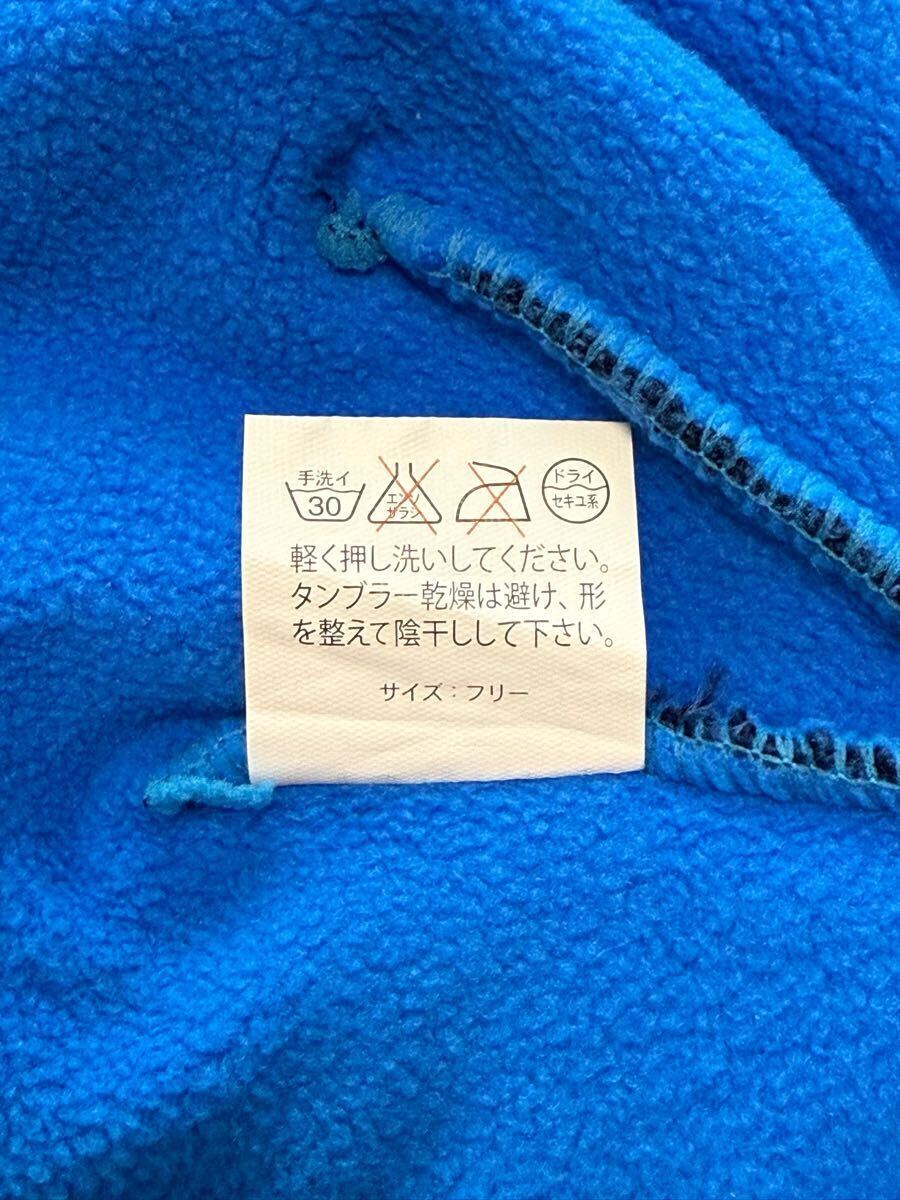 手洗イ
30
エンソ
サラシ
ドライ
セキユ系
軽く押し洗いしてください。
タンブラー乾燥は避け、形
を整えて陰干しして下さい。
サイズ：フリー